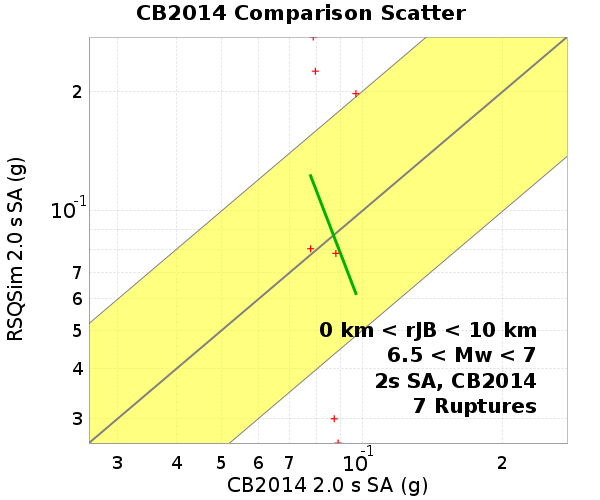 CB2014 Comparison Scatter
RSQSim 2.0 s SA (g)
2
10-1
7
6
5
4
3
0 km < rJB < 10 km
6.5 < Mw < 7
2s SA, CB2014
7 Ruptures
3 4 5 6 7 10-1 2
CB2014 2.0 s SA (g)